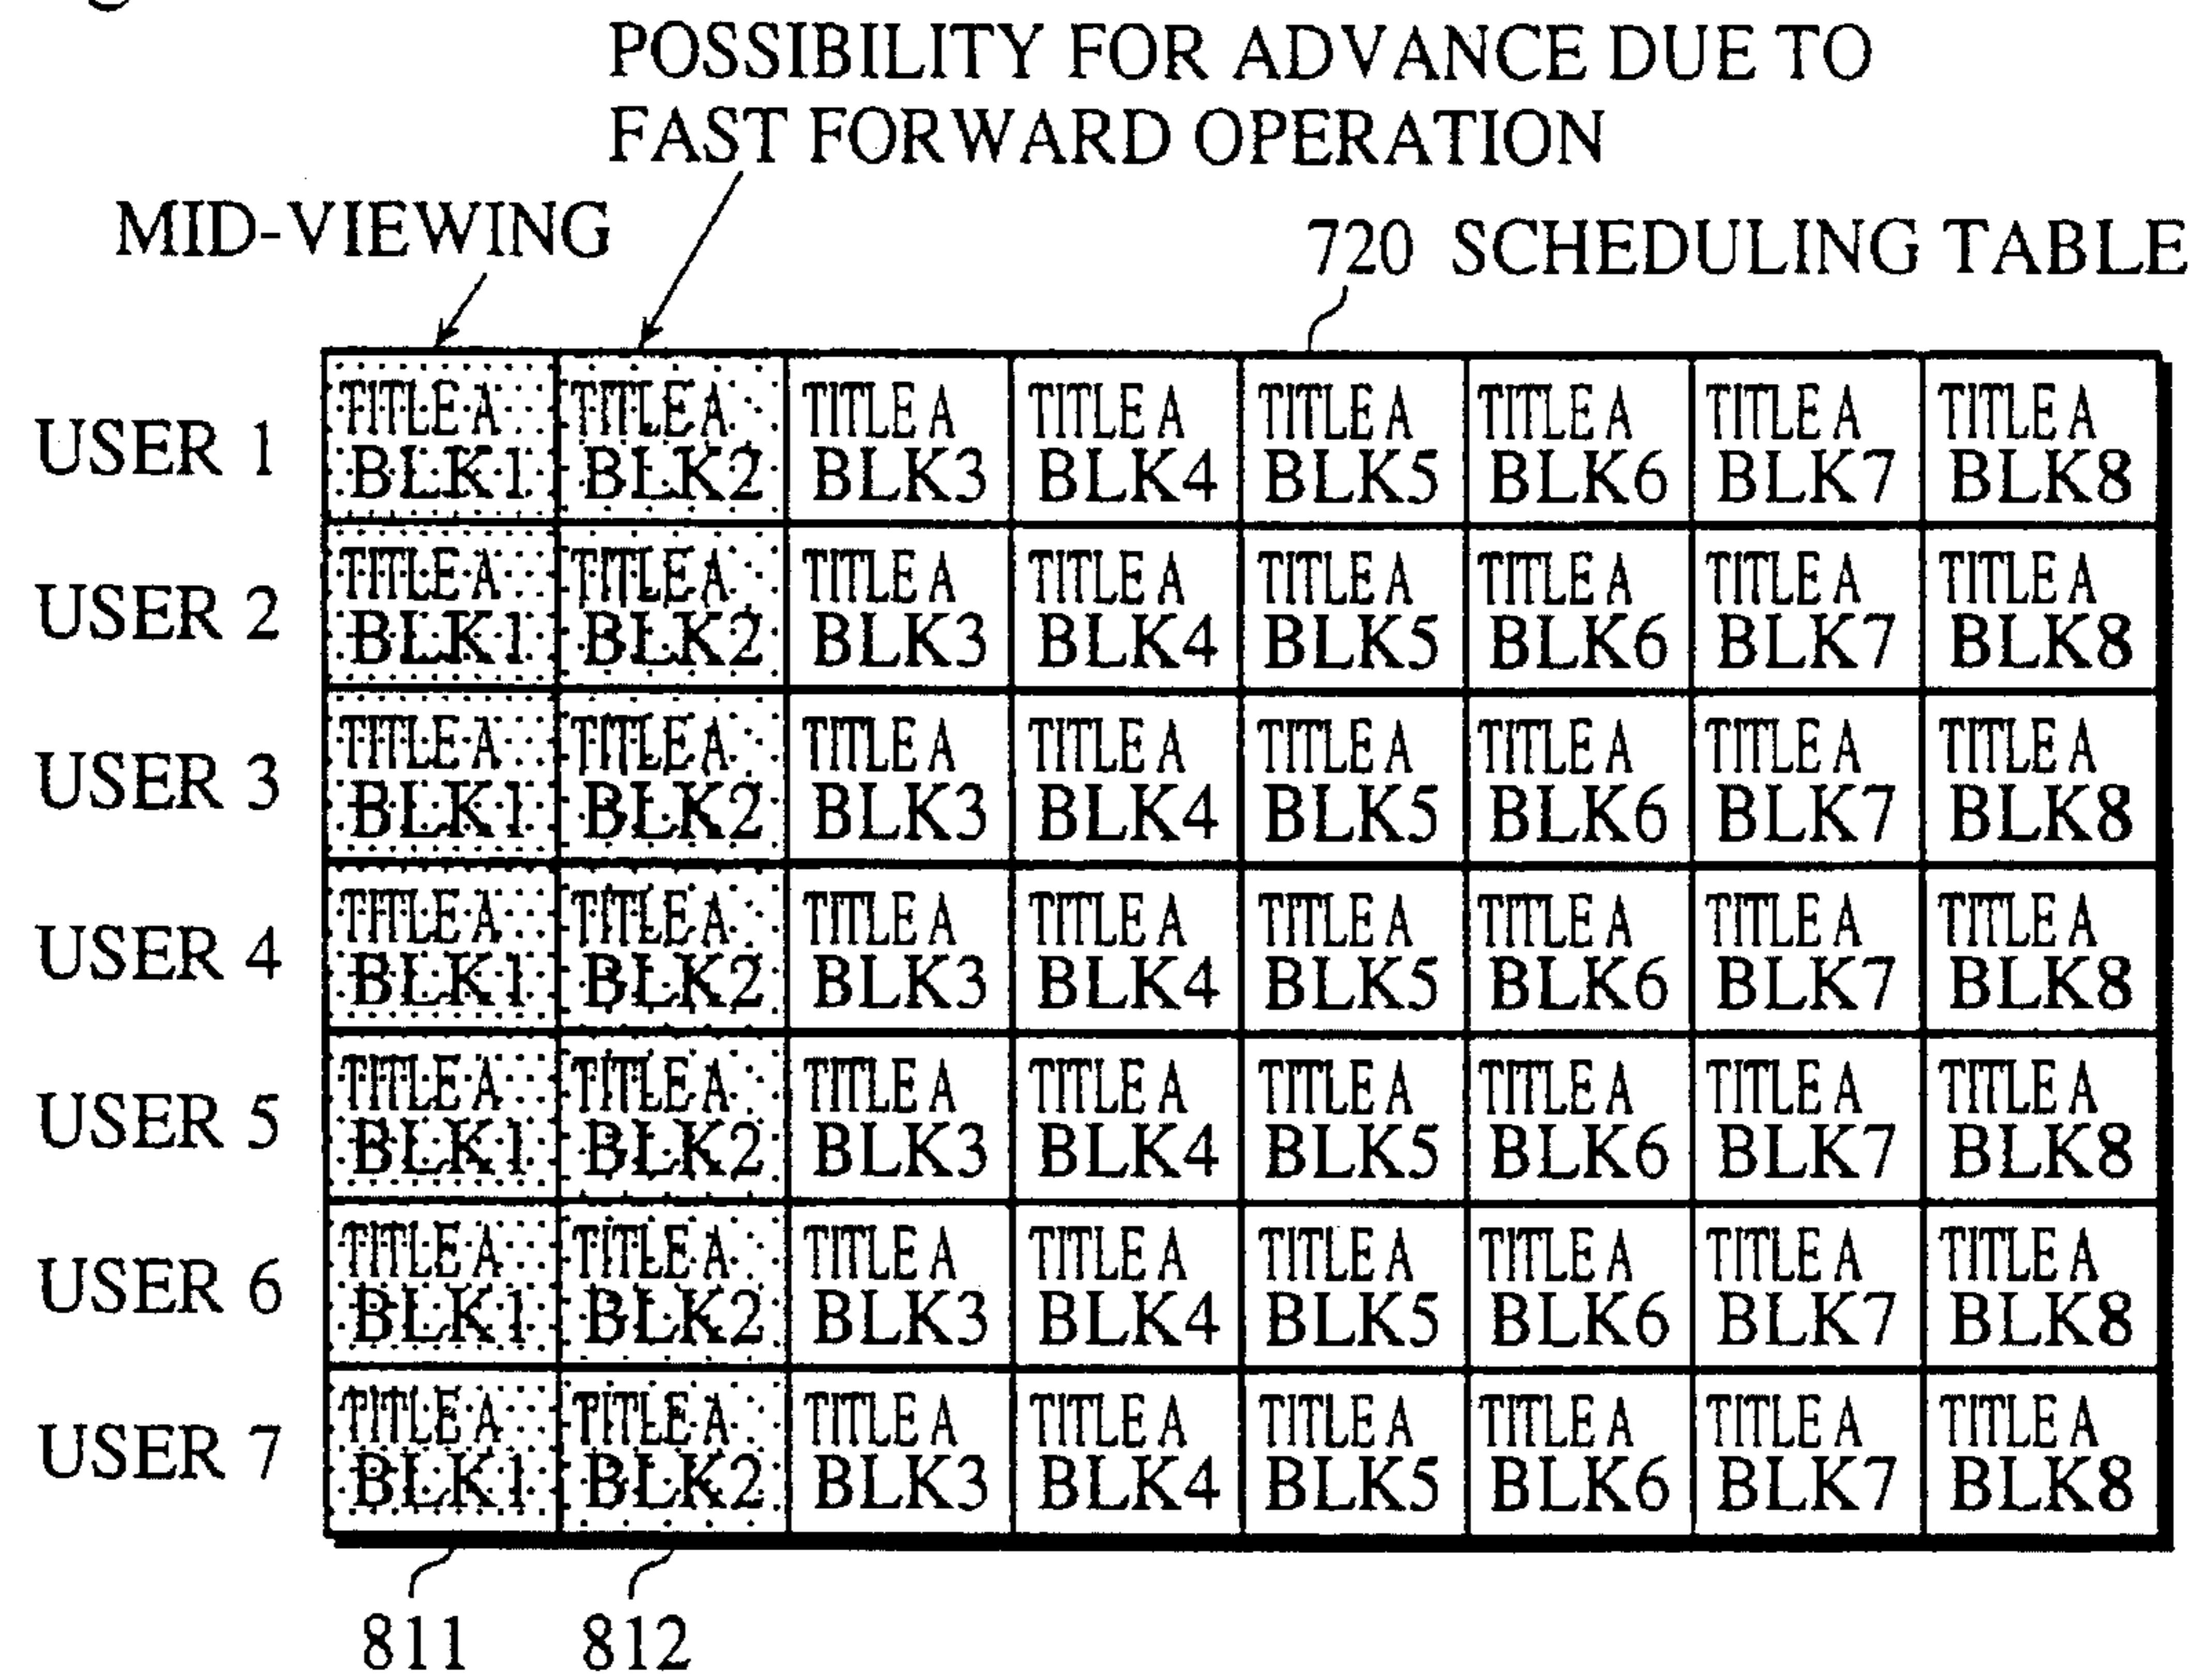 POSSIBILITY FOR ADVANCE DUE TO
FAST FORWARD OPERATION
MID-VIEWING
720 SCHEDULING TABLE
USER 1 TITLE A BLK1 TITLE A BLK2 TITLE A BLK3 TITLE A BLK4 TITLE A BLK5 TITLE A BLK6 TITLE A BLK7 TITLE A BLK8
USER 2 TITLE A BLK1 TITLE A BLK2 TITLE A BLK3 TITLE A BLK4 TITLE A BLK5 TITLE A BLK6 TITLE A BLK7 TITLE A BLK8
USER 3 TITLE A BLK1 TITLE A BLK2 TITLE A BLK3 TITLE A BLK4 TITLE A BLK5 TITLE A BLK6 TITLE A BLK7 TITLE A BLK8
USER 4 TITLE A BLK1 TITLE A BLK2 TITLE A BLK3 TITLE A BLK4 TITLE A BLK5 TITLE A BLK6 TITLE A BLK7 TITLE A BLK8
USER 5 TITLE A BLK1 TITLE A BLK2 TITLE A BLK3 TITLE A BLK4 TITLE A BLK5 TITLE A BLK6 TITLE A BLK7 TITLE A BLK8
USER 6 TITLE A BLK1 TITLE A BLK2 TITLE A BLK3 TITLE A BLK4 TITLE A BLK5 TITLE A BLK6 TITLE A BLK7 TITLE A BLK8
USER 7 TITLE A BLK1 TITLE A BLK2 TITLE A BLK3 TITLE A BLK4 TITLE A BLK5 TITLE A BLK6 TITLE A BLK7 TITLE A BLK8
811 812